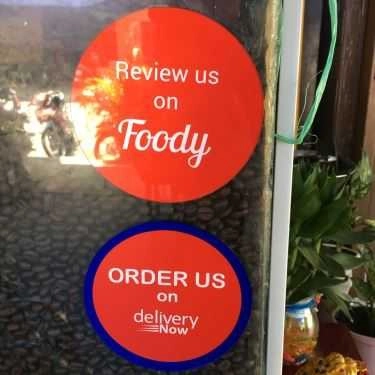 Review us
on
Foody
ORDER US
on
delivery
Now